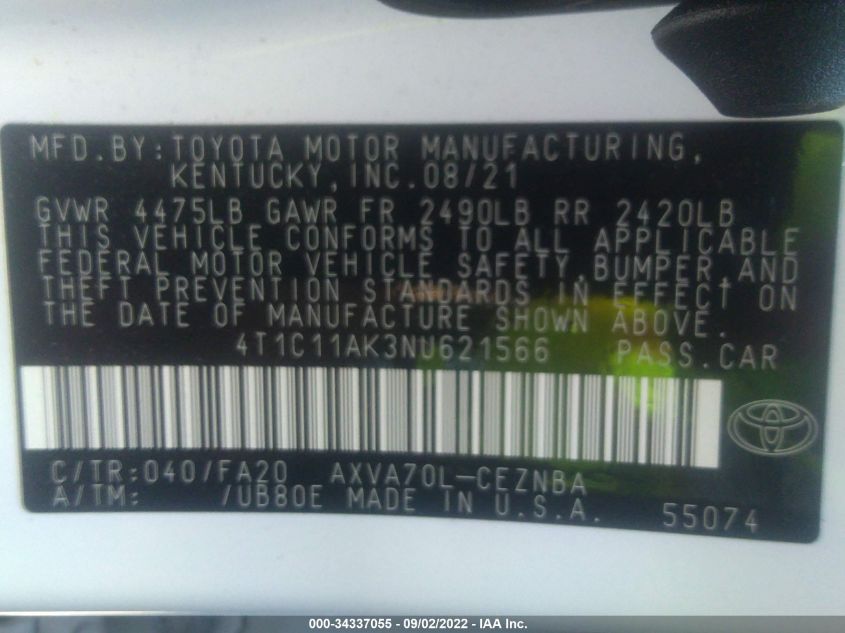 MFD.BY:TOYOTA MOTOR MANUFACTURING,
KENTUCKY,INC.08/21
GVWR 4475LB GAWR FR 2490LB RR 2420LB
THIS VEHICLE CONFORMS TO ALL APPLICABLE
FEDERAL MOTOR VEHICLE SAFETY,BUMPER,AND
THEFT PREVENTION STANDARDS IN EFFECT ON
THE DATE OF MANUFACTURE SHOWN ABOVE.
4T1C11AK3NU621566 PASS.CAR
C/TR:040/FA20 AXVA70L-CEZNBA
A/TM: /UB80E MADE IN U.S.A. 55074
000-34337055 - 09/02/2022 - IAA Inc.